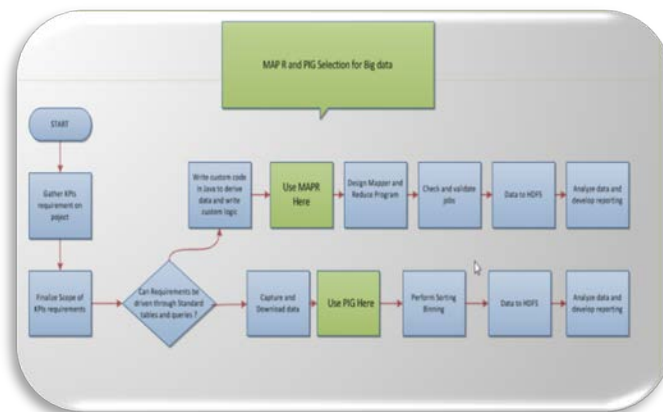 MAP R and PIG Selection for Big data
START
Gather KPIs
requirement on
poject
Finalize Scope of
KPIs requirements
Can Requirements be
driven through Standard
tables and queries ?
Write custom code
in Java to derive
data and write
custom logic
Use MAPR
Here
Design Mapper and
Reduce Program
Check and validate
jobs
Data to HDFS
Analyze data and
develop reporting
Capture and
Download data
Use PIG Here
Perform Sorting
Binning
Data to HDFS
Analyze data and
develop reporting